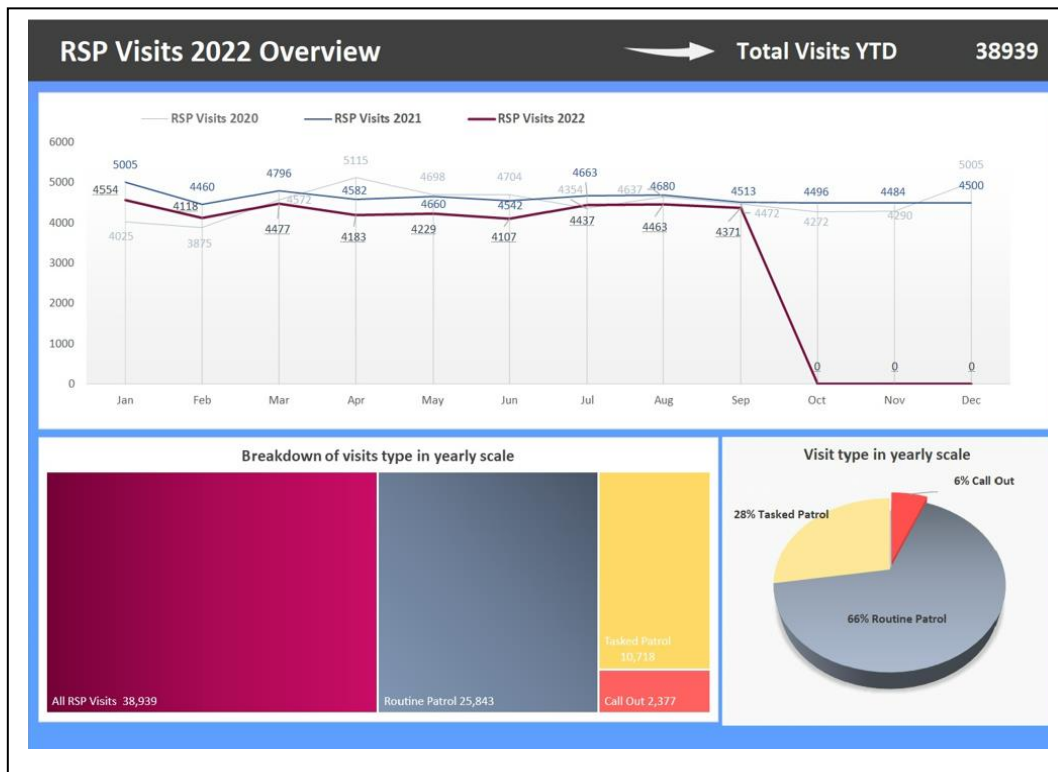 RSP Visits 2022 Overview Total Visits YTD 38939
RSP Visits 2020 RSP Visits 2021 RSP Visits 2022
6000
5000
4000
3000
2000
1000
0
5005 4460 4796 4582 4660 4542 4663 4680 4513 4496 4484 4500
4025 3875 4572 5115 4698 4704 4354 4637 4472 4272 4290 5005
4554 4118 4477 4183 4229 4107 4437 4463 4371 0 0 0
Jan Feb Mar Apr May Jun Jul Aug Sep Oct Nov Dec
Breakdown of visits type in yearly scale
All RSP Visits 38,939
Routine Patrol 25,843
Tasked Patrol
10,718
Call Out 2,377
Visit type in yearly scale
6% Call Out
28% Tasked Patrol
66% Routine Patrol